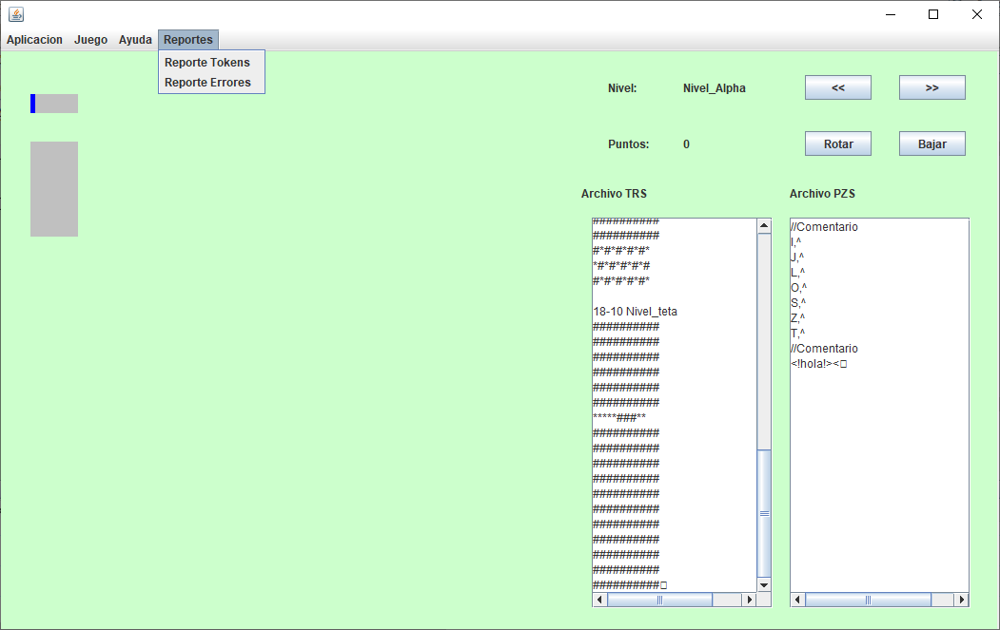 Aplicacion Juego Ayuda Reportes
Reporte Tokens
Reporte Errores
Nivel: Nivel_Alpha << >>
Puntos: 0 Rotar Bajar
Archivo TRS
##########
##########
#*#*#*#*#*
*#*#*#*#*#
#*#*#*#*#*
18-10 Nivel_teta
##########
##########
##########
##########
##########
##########
*****###**
##########
##########
##########
##########
##########
##########
##########
##########
##########
##########
##########□
Archivo PZS
//Comentario
I,^
J,^
L,^
O,^
S,^
Z,^
T,^
//Comentario
<!hola!><□